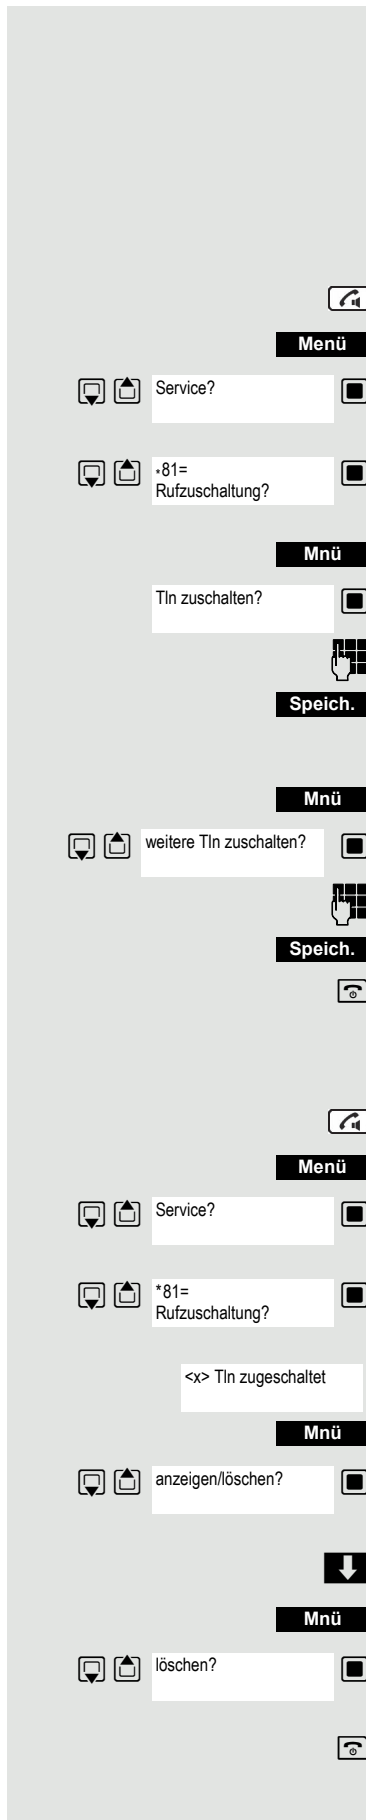 Menü
Service?
*81=
Rufzuschaltung?
Mnü
Tln zuschalten?
Speich.
Mnü
weitere Tln zuschalten?
Speich.
Menü
Service?
*81=
Rufzuschaltung?
<x> Tln zugeschaltet
Mnü
anzeigen/löschen?
Mnü
löschen?